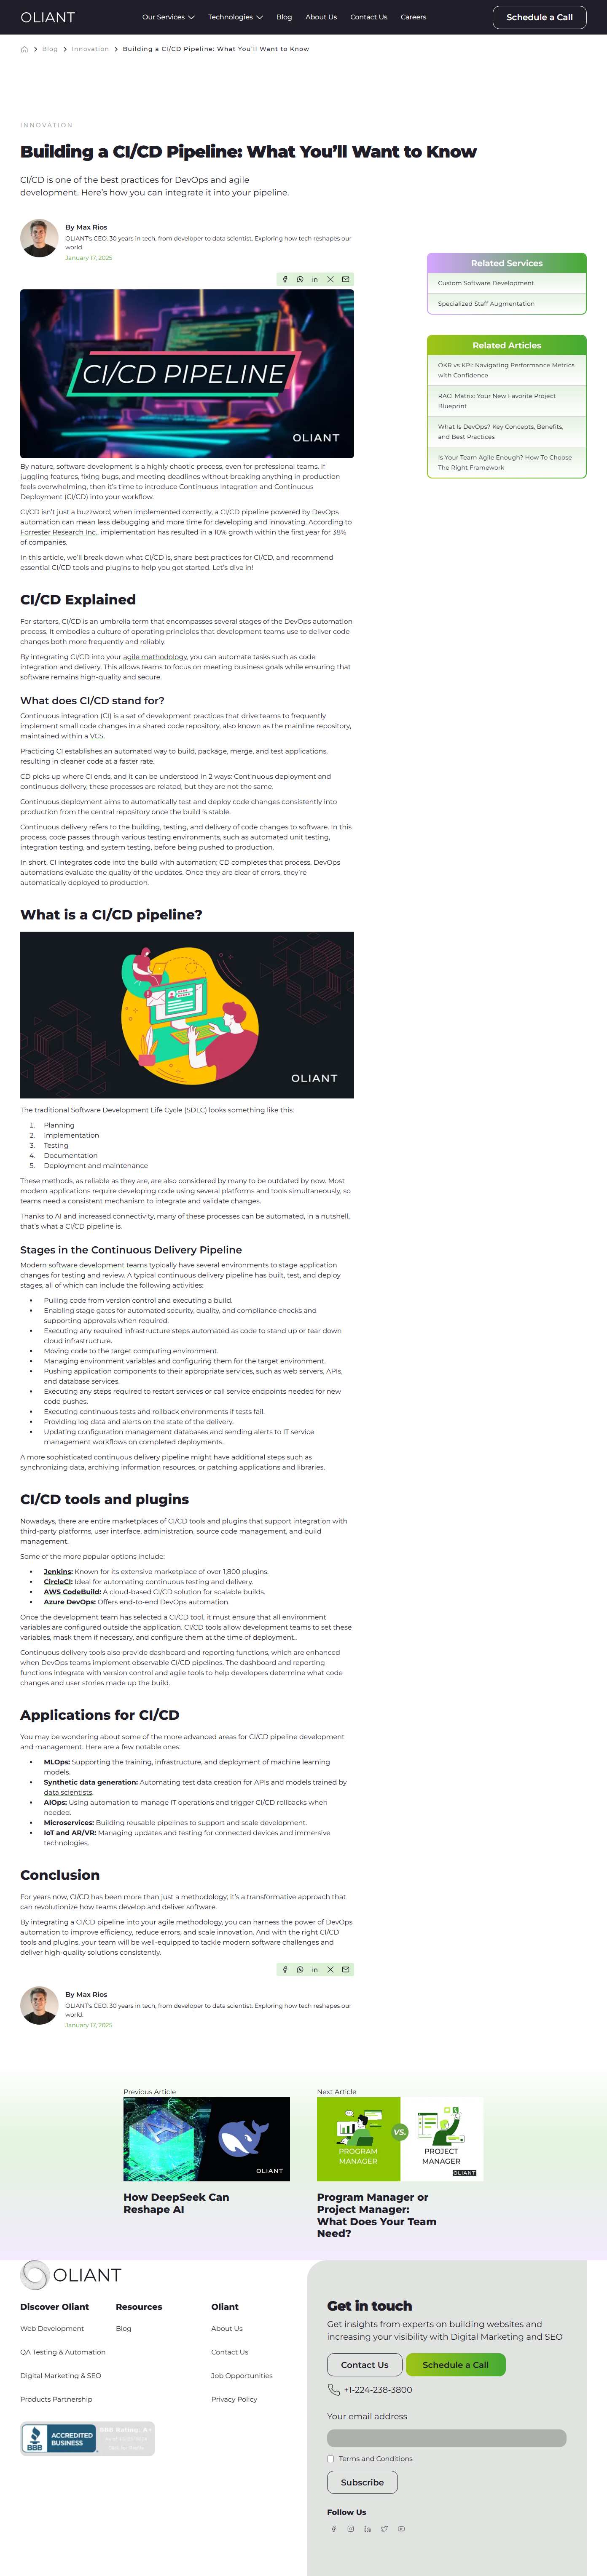 OLIANT
Our Services
Technologies
Blog
About Us
Contact Us
Careers
Schedule a Call
Blog
Innovation
Building a CI/CD Pipeline: What You'll Want to Know
INNOVATION
Building a CI/CD Pipeline: What You'll Want to Know
CI/CD is one of the best practices for DevOps and agile
development. Here's how you can integrate it into your pipeline.
By Max Rios
OLIANT's CEO. 30 years in tech, from developer to data scientist. Exploring how tech reshapes our
world.
January 17, 2025
CI/CD PIPELINE
OLIANT
By nature, software development is a highly chaotic process, even for professional teams. If
juggling features, fixing bugs, and meeting deadlines without breaking anything in production
feels overwhelming, then it's time to introduce Continuous Integration and Continuous
Deployment (CI/CD) into your workflow.
CI/CD isn't just a buzzword; when implemented correctly, a CI/CD pipeline powered by DevOps
automation can mean less debugging and more time for developing and innovating. According to
Forrester Research Inc., implementation has resulted in a 10% growth within the first year for 38%
of companies.
In this article, we'll break down what CI/CD is, share best practices for CI/CD, and recommend
essential CI/CD tools and plugins to help you get started. Let's dive in!
Related Services
Custom Software Development
Specialized Staff Augmentation
Related Articles
OKR vs KPI: Navigating Performance Metrics
with Confidence
RACI Matrix: Your New Favorite Project
Blueprint
What Is DevOps? Key Concepts, Benefits,
and Best Practices
Is Your Team Agile Enough? How To Choose
The Right Framework
CI/CD Explained
For starters, CI/CD is an umbrella term that encompasses several stages of the DevOps automation
process. It embodies a culture of operating principles that development teams use to deliver code
changes both more frequently and reliably.
By integrating CI/CD into your agile methodology, you can automate tasks such as code
integration and delivery. This allows teams to focus on meeting business goals while ensuring that
software remains high-quality and secure.
What does CI/CD stand for?
Continuous Integration (CI) is a set of development practices that drive teams to frequently
implement small code changes in a shared code repository, also known as the mainline repository,
maintained within a VCS.
Practicing CI establishes an automated way to build, package, merge, and test applications,
resulting in cleaner code at a faster rate.
CD picks up where CI ends, and it can be understood in 2 ways: Continuous deployment and
continuous delivery, these processes are related, but they are not the same.
Continuous deployment aims to automatically test and deploy code changes consistently into
production from the central repository once the build is stable.
Continuous delivery refers to the building, testing, and delivery of code changes to software. In this
process, code passes through various testing environments, such as automated unit testing,
integration testing, and system testing, before being pushed to production.
In short, CI integrates code into the build with automation; CD completes that process. DevOps
automations evaluate the quality of the updates. Once they are clear of errors, they're
automatically deployed to production.
What is a CI/CD pipeline?
OLIANT
The traditional Software Development Life Cycle (SDLC) looks something like this:
1. Planning
2. Implementation
3. Testing
4. Documentation
5. Deployment and maintenance
These methods, as reliable as they are, are also considered by many to be outdated by now. Most
modern applications require developing code using several platforms and tools simultaneously, so
teams need a consistent mechanism to integrate and validate changes.
Thanks to AI and increased connectivity, many of these processes can be automated, in a nutshell,
that's what a CI/CD pipeline is.
Stages in the Continuous Delivery Pipeline
Modern software development teams typically have several environments to stage application
changes for testing and review. A typical continuous delivery pipeline has built, test, and deploy
stages, all of which can include the following activities:
• Pulling code from version control and executing a build.
• Enabling stage gates for automated security, quality, and compliance checks and
supporting approvals when required.
• Executing any required infrastructure steps automated as code to stand up or tear down
cloud infrastructure.
• Moving code to the target computing environment.
• Managing environment variables and configuring them for the target environment.
• Pushing application components to their appropriate services, such as web servers, APIs,
and database services.
• Executing any steps required to restart services or call service endpoints needed for new
code pushes.
• Executing continuous tests and rollback environments if tests fail.
• Providing log data and alerts on the state of the delivery.
• Updating configuration management databases and sending alerts to IT service
management workflows on completed deployments.
A more sophisticated continuous delivery pipeline might have additional steps such as
synchronizing data, archiving information resources, or patching applications and libraries.
CI/CD tools and plugins
Nowadays, there are entire marketplaces of CI/CD tools and plugins that support integration with
third-party platforms, user interface, administration, source code management, and build
management.
Some of the more popular options include:
• Jenkins: Known for its extensive marketplace of over 1,800 plugins.
• CircleCI: Ideal for automating continuous testing and delivery.
• AWS CodeBuild: A cloud-based CI/CD solution for scalable builds.
• Azure DevOps: Offers end-to-end DevOps automation.
Once the development team has selected a CI/CD tool, it must ensure that all environment
variables are configured outside the application. CI/CD tools allow development teams to set these
variables, mask them if necessary, and configure them at the time of deployment..
Continuous delivery tools also provide dashboard and reporting functions, which are enhanced
when DevOps teams implement observable CI/CD pipelines. The dashboard and reporting
functions integrate with version control and agile tools to help developers determine what code
changes and user stories made up the build.
Applications for CI/CD
You may be wondering about some of the more advanced areas for CI/CD pipeline development
and management. Here are a few notable ones:
• MLOps: Supporting the training, infrastructure, and deployment of machine learning
models.
• Synthetic data generation: Automating test data creation for APIs and models trained by
data scientists.
• AIOps: Using automation to manage IT operations and trigger CI/CD rollbacks when
needed.
• Microservices: Building reusable pipelines to support and scale development.
• IoT and AR/VR: Managing updates and testing for connected devices and immersive
technologies.
Conclusion
For years now, CI/CD has been more than just a methodology; it's a transformative approach that
can revolutionize how teams develop and deliver software.
By integrating a CI/CD pipeline into your agile methodology, you can harness the power of DevOps
automation to improve efficiency, reduce errors, and scale innovation. And with the right CI/CD
tools and plugins, your team will be well-equipped to tackle modern software challenges and
deliver high-quality solutions consistently.
By Max Rios
OLIANT's CEO. 30 years in tech, from developer to data scientist. Exploring how tech reshapes our
world.
January 17, 2025
Previous Article
OLIANT
How DeepSeek Can
Reshape AI
Next Article
PROGRAM
MANAGER
VS.
PROJECT
MANAGER
OLIANT
Program Manager or
Project Manager:
What Does Your Team
Need?
OLIANT
Discover Oliant
Web Development
QA Testing & Automation
Digital Marketing & SEO
Products Partnership
Resources
Blog
Oliant
About Us
Contact Us
Job Opportunities
Privacy Policy
BBB
ACCREDITED
BUSINESS
BBB Rating: A+
Get in touch
Get insights from experts on building websites and
increasing your visibility with Digital Marketing and SEO
Contact Us
Schedule a Call
+1-224-238-3800
Your email address
Terms and Conditions
Subscribe
Follow Us